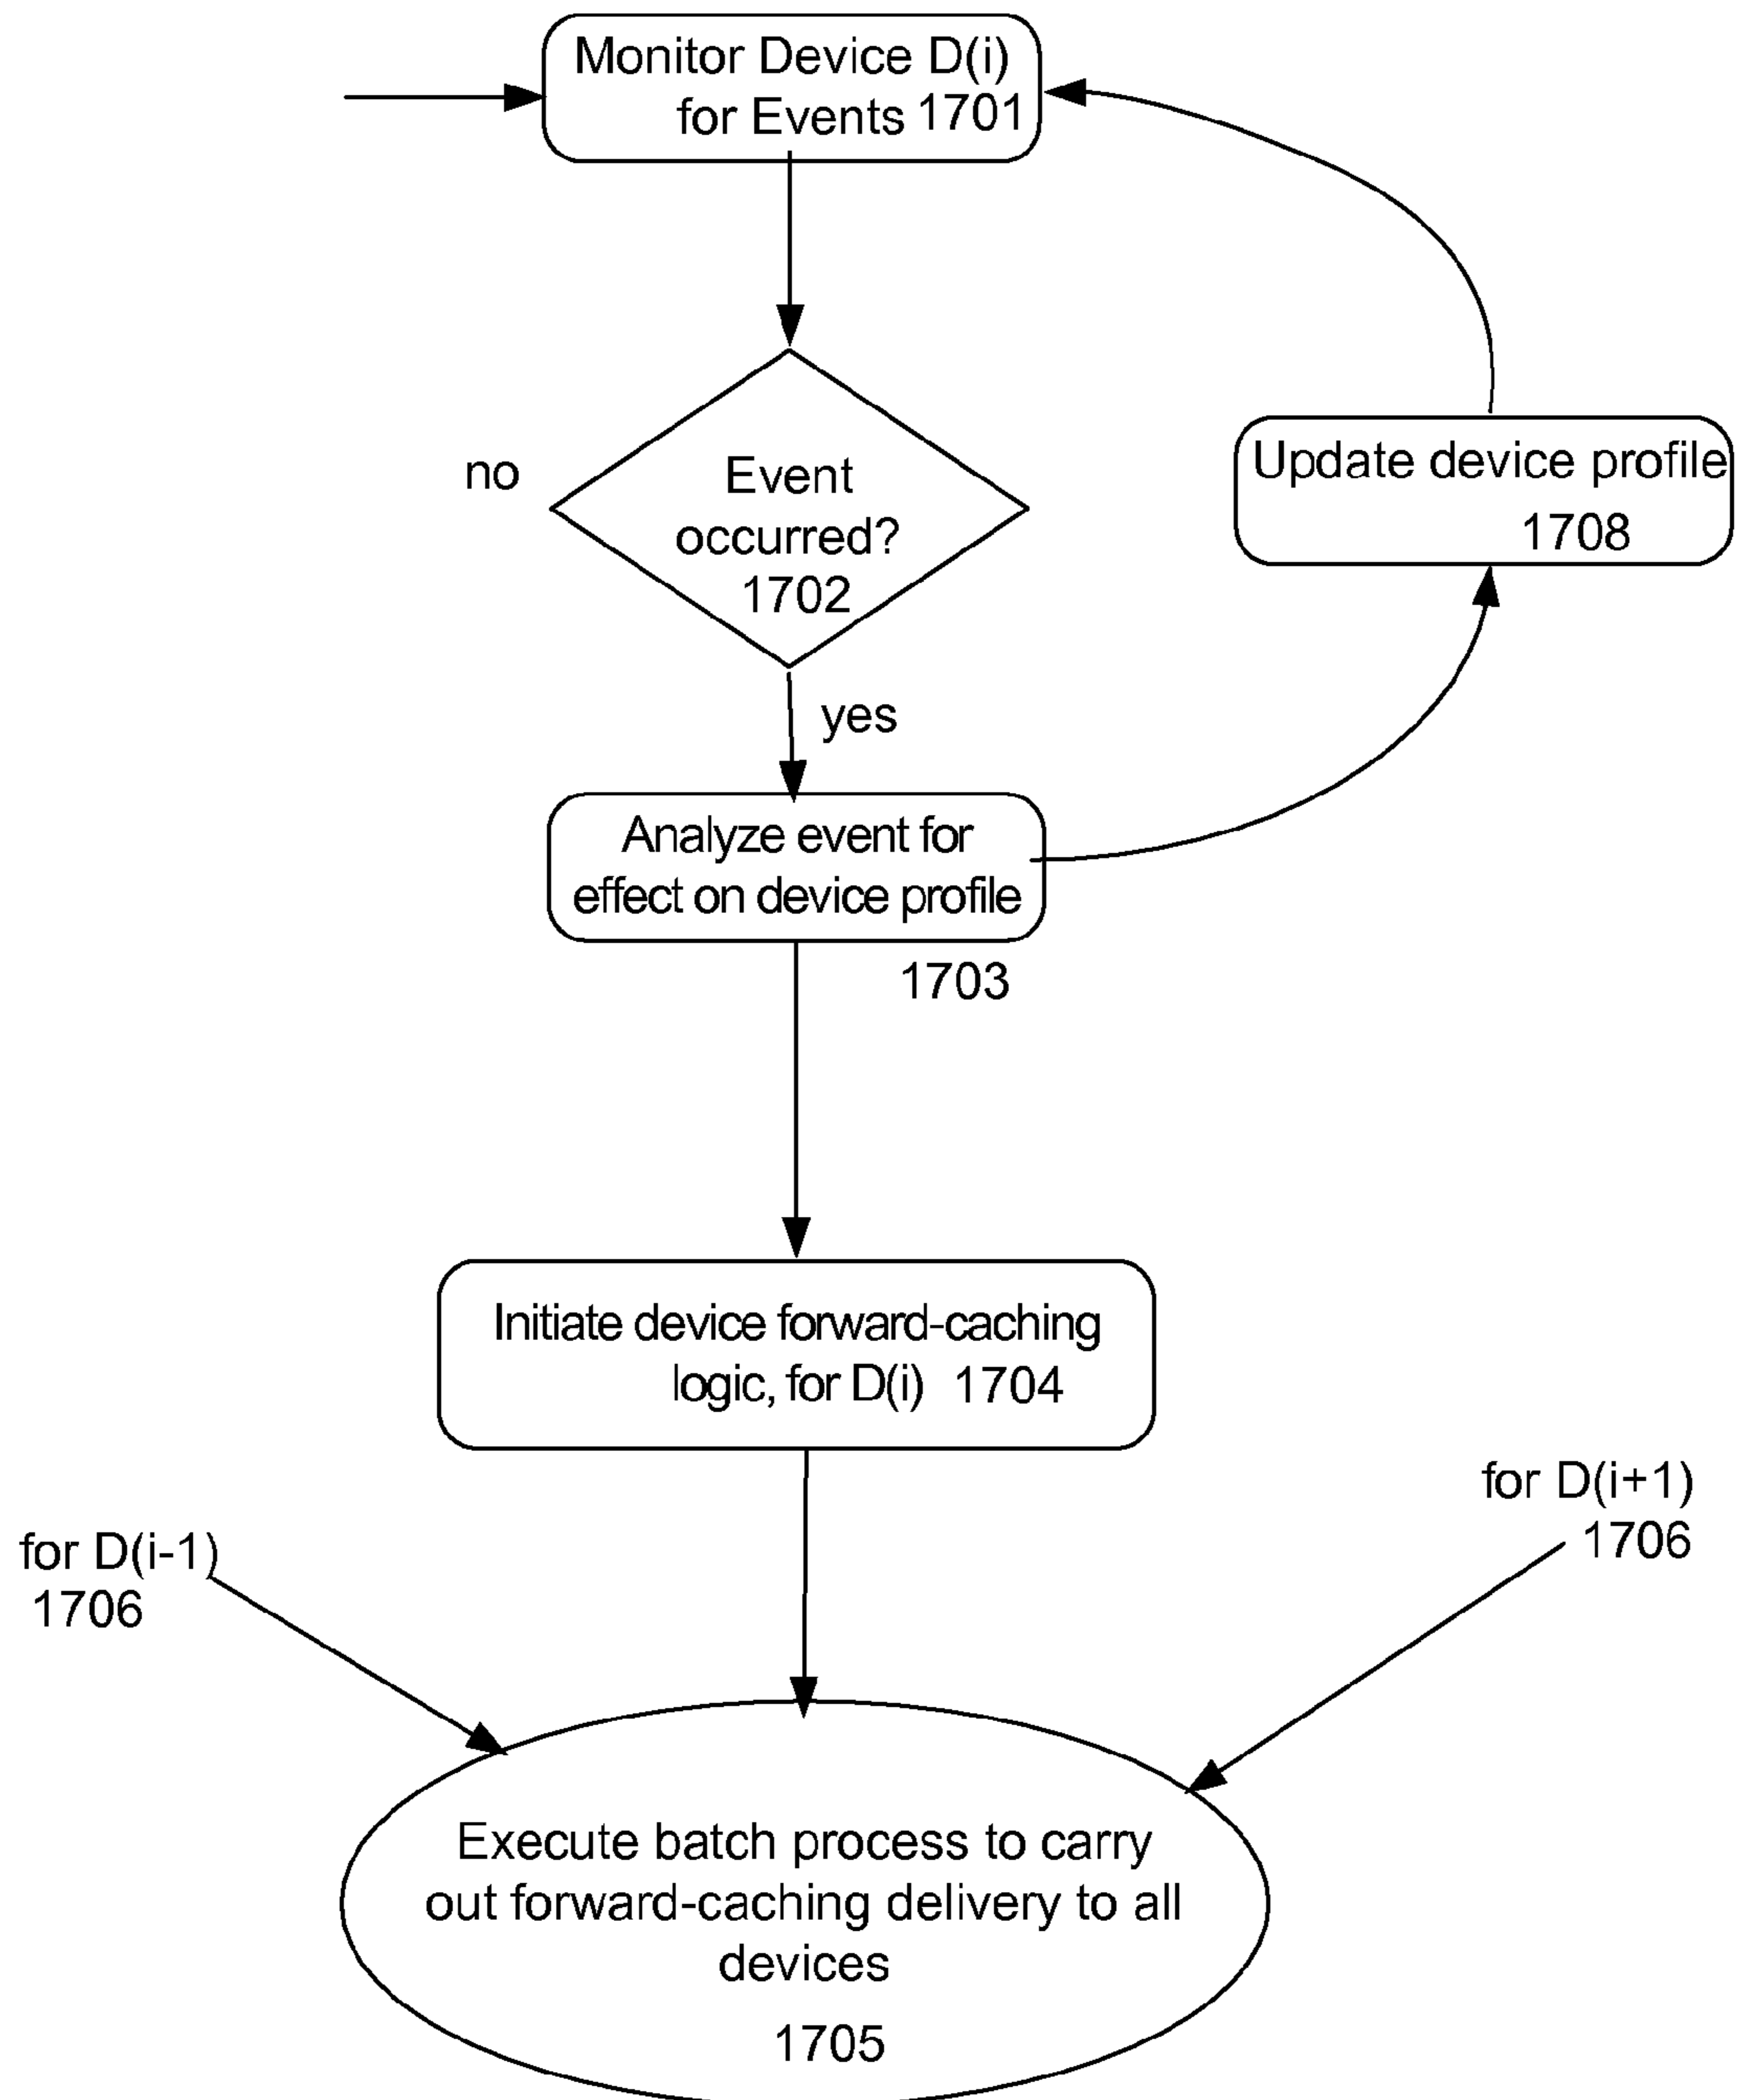 Monitor Device D(i)
for Events 1701
no
Event
occurred?
1702
Update device profile
1708
yes
Analyze event for
effect on device profile
1703
Initiate device forward-caching
logic, for D(i) 1704
for D(i+1)
1706
for D(i-1)
1706
Execute batch process to carry
out forward-caching delivery to all
devices
1705